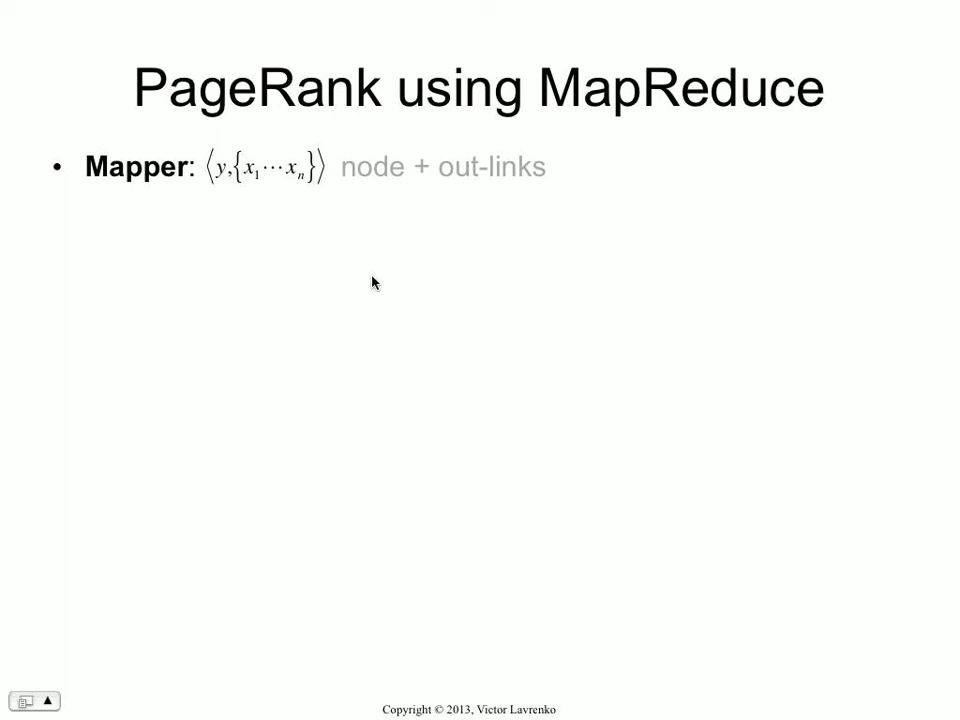 PageRank using MapReduce
• Mapper: ⟨y,{x₁⋯xₙ}⟩ node + out-links
Copyright © 2013, Victor Lavrenko